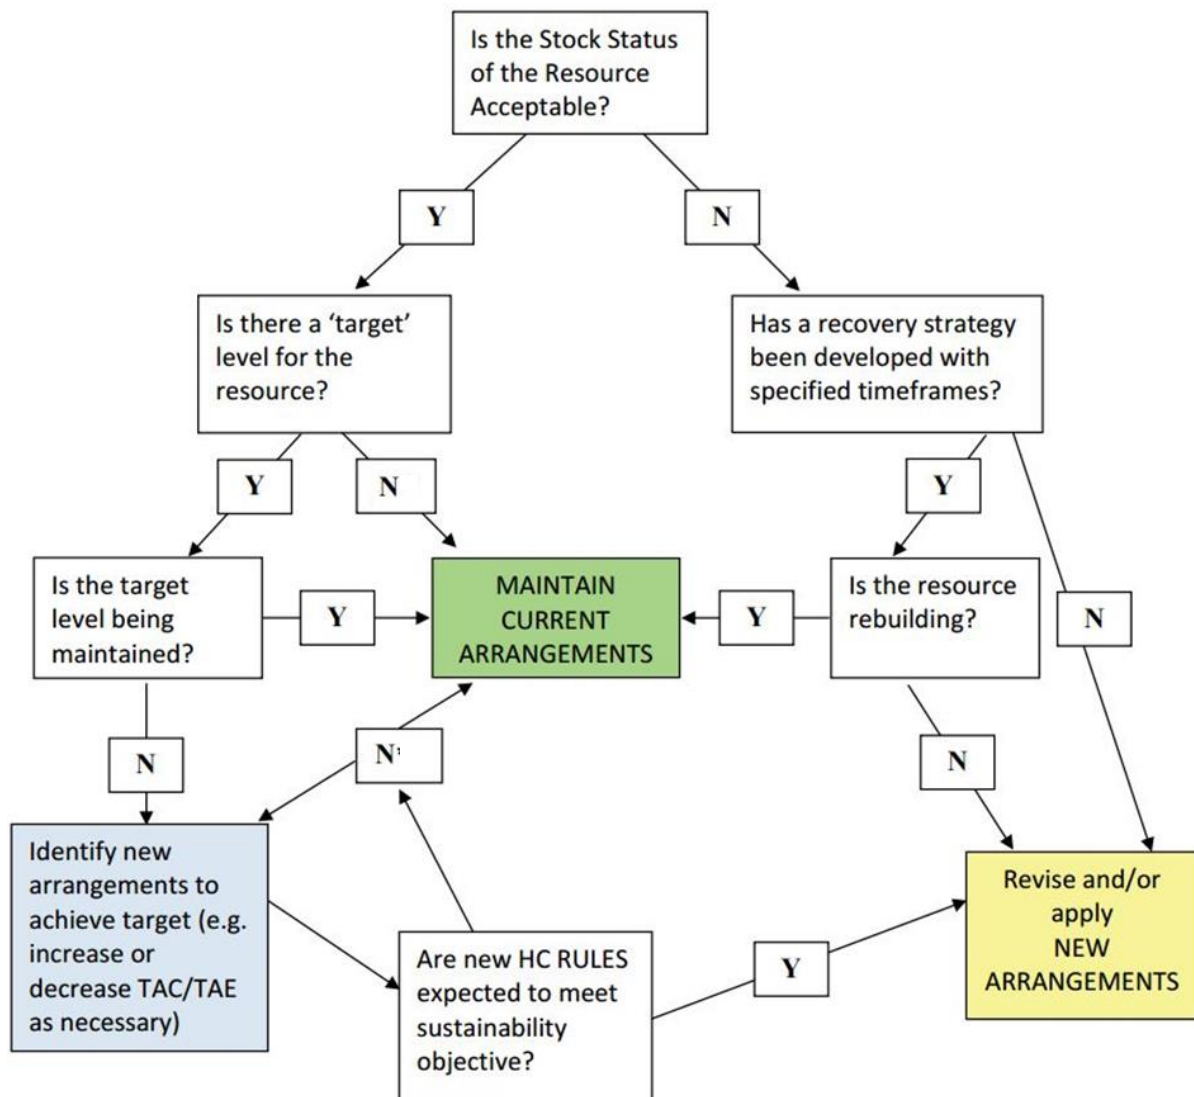 Is the Stock Status
of the Resource
Acceptable?
Y
N
Is there a ‘target’
level for the
resource?
Has a recovery strategy
been developed with
specified timeframes?
Y
N
Y
Is the target
level being
maintained?
Y
MAINTAIN
CURRENT
ARRANGEMENTS
Y
Is the resource
rebuilding?
N
N
N¹
N
Identify new
arrangements to
achieve target (e.g.
increase or
decrease TAC/TAE
as necessary)
Are new HC RULES
expected to meet
sustainability
objective?
Y
Revise and/or
apply
NEW
ARRANGEMENTS